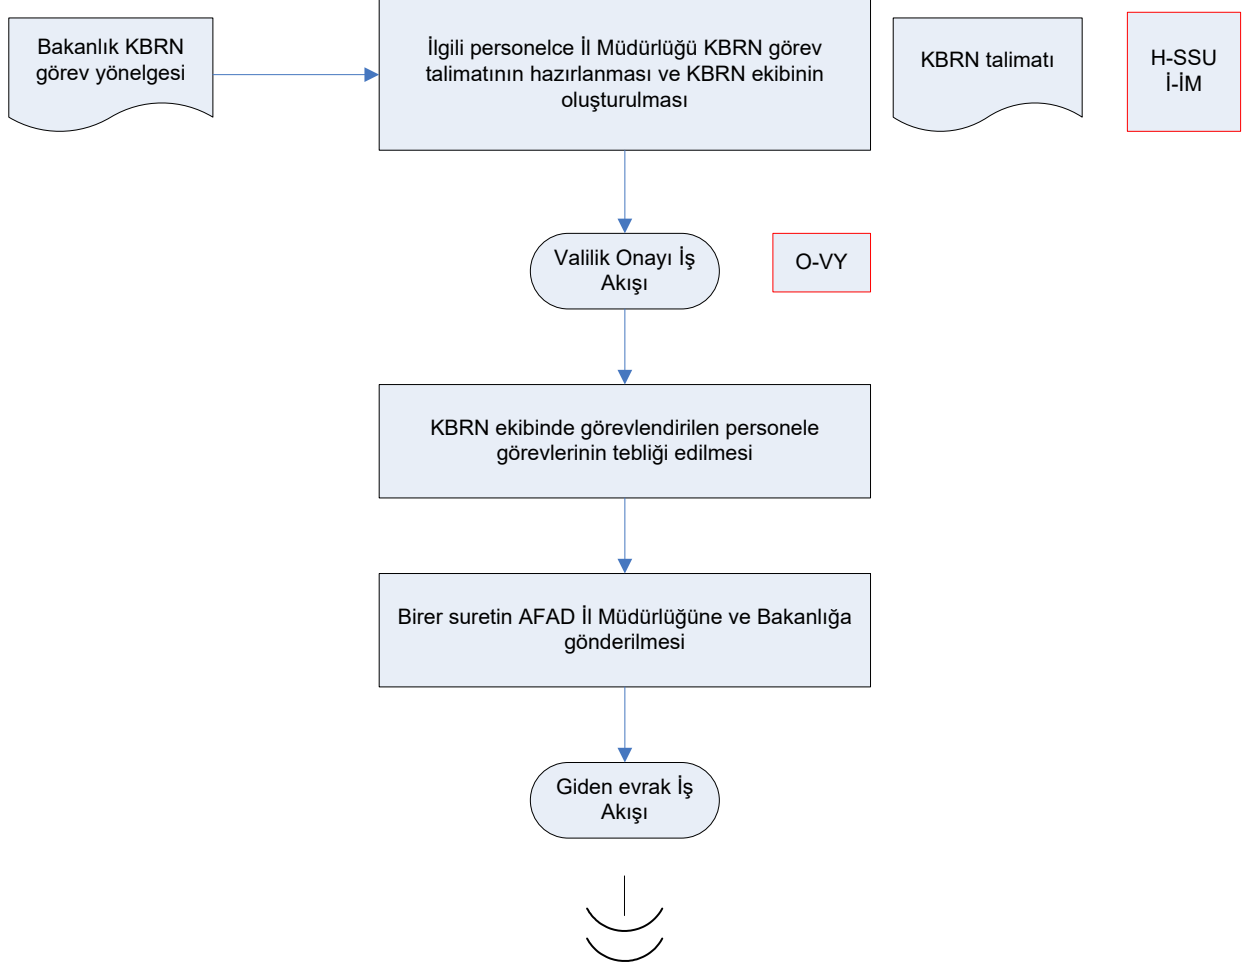 Bakanlık KBRN
görev yönelgesi
İlgili personelce İl Müdürlüğü KBRN görev
talimatının hazırlanması ve KBRN ekibinin
oluşturulması
KBRN talimatı
H-SSU
İ-İM
Valilik Onayı İş
Akışı
O-VY
KBRN ekibinde görevlendirilen personele
görevlerinin tebliği edilmesi
Birer suretin AFAD İl Müdürlüğüne ve Bakanlığa
gönderilmesi
Giden evrak İş
Akışı